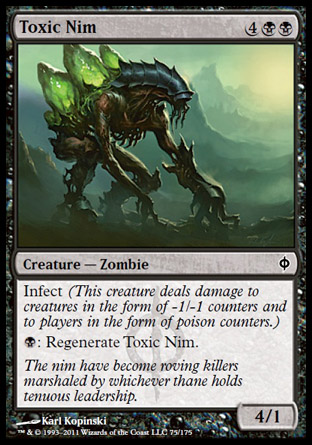 Toxic Nim 4
Creature — Zombie
Infect (This creature deals damage to
creatures in the form of -1/-1 counters and
to players in the form of poison counters.)
: Regenerate Toxic Nim.
The nim have become roving killers
marshaled by whichever thane holds
tenuous leadership.
Karl Kopinski
™ & © 1993–2011 Wizards of the Coast LLC 75/175
4/1